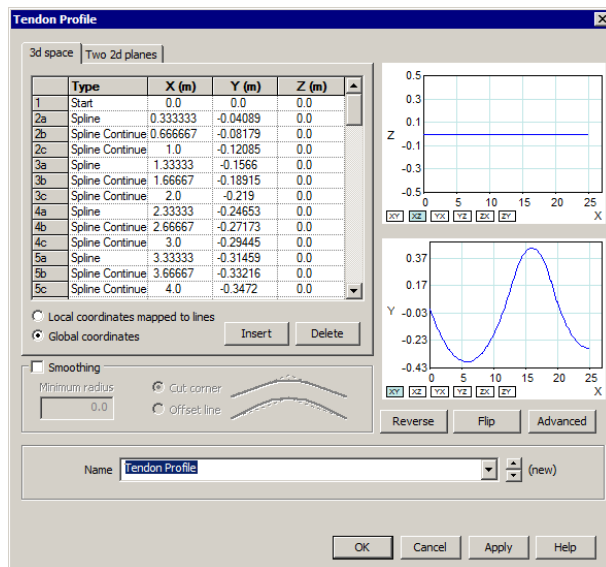 Tendon Profile
3d space Two 2d planes
Type X (m) Y (m) Z (m)
1 Start 0.0 0.0 0.0
2a Spline 0.333333 -0.04089 0.0
2b Spline Continue 0.666667 -0.08179 0.0
2c Spline Continue 1.0 -0.12085 0.0
3a Spline 1.33333 -0.1566 0.0
3b Spline Continue 1.66667 -0.18915 0.0
3c Spline Continue 2.0 -0.219 0.0
4a Spline 2.33333 -0.24653 0.0
4b Spline Continue 2.66667 -0.27173 0.0
4c Spline Continue 3.0 -0.29445 0.0
5a Spline 3.33333 -0.31459 0.0
5b Spline Continue 3.66667 -0.33216 0.0
5c Spline Continue 4.0 -0.3472 0.0
Local coordinates mapped to lines
Global coordinates
Insert Delete
Smoothing
Minimum radius
0.0
Cut corner
Offset line
0.5
0.3
0.1
Z
-0.1
-0.3
-0.5
0 5 10 15 20 25
XY XZ YX YZ ZX ZY X
0.37
0.17
Y -0.03
-0.23
-0.43
0 5 10 15 20 25
XY XZ YX YZ ZX ZY X
Reverse Flip Advanced
Name Tendon Profile (new)
OK Cancel Apply Help